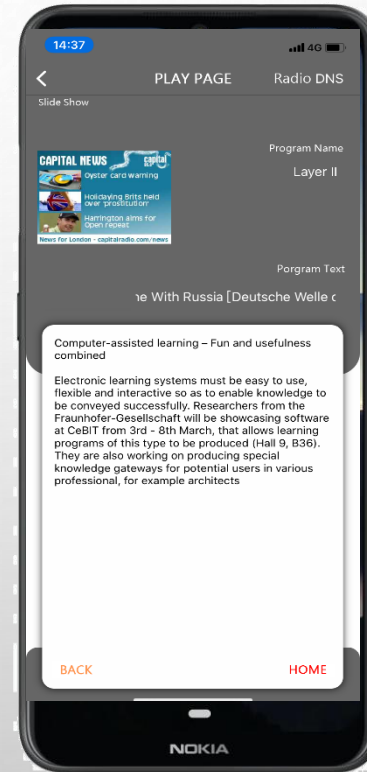 14:37
4G
PLAY PAGE
Radio DNS
Slide Show
CAPITAL NEWS
capital
Oyster card warning
Holidaying Brits held
over 'prostitution'
Harrington aims for
Open repeat
News for London - capitalradio.com/news
Program Name
Layer II
Porgram Text
ne With Russia [Deutsche Welle c
Computer-assisted learning – Fun and usefulness
combined
Electronic learning systems must be easy to use,
flexible and interactive so as to enable knowledge to
be conveyed successfully. Researchers from the
Fraunhofer-Gesellschaft will be showcasing software
at CeBIT from 3rd - 8th March, that allows learning
programs of this type to be produced (Hall 9, B36).
They are also working on producing special
knowledge gateways for potential users in various
professional, for example architects
BACK
HOME
NOKIA